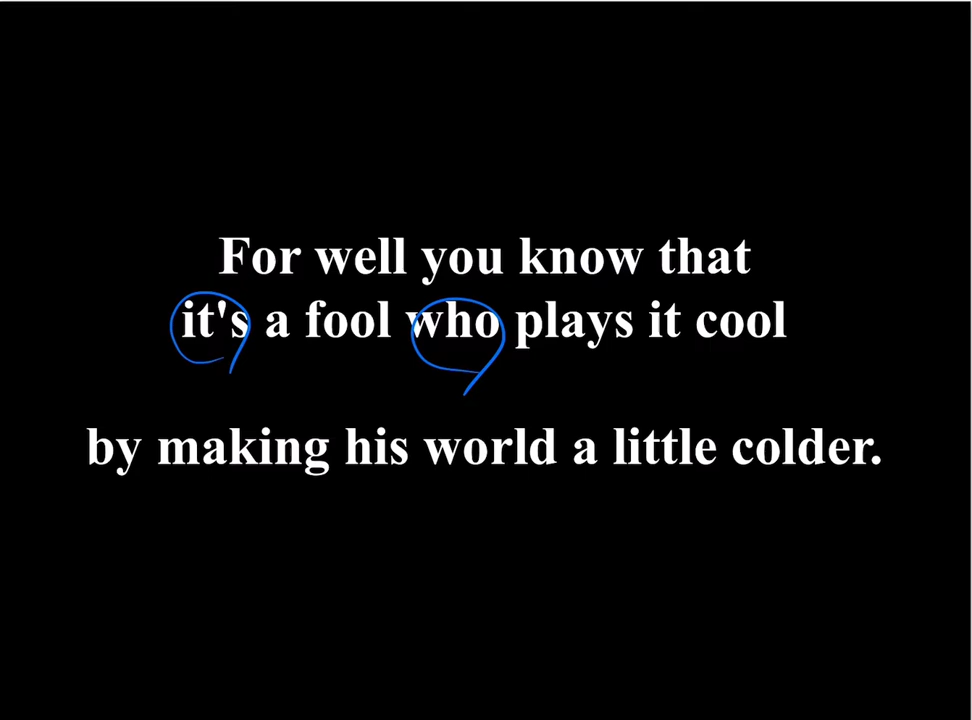 For well you know that
it's a fool who plays it cool
by making his world a little colder.